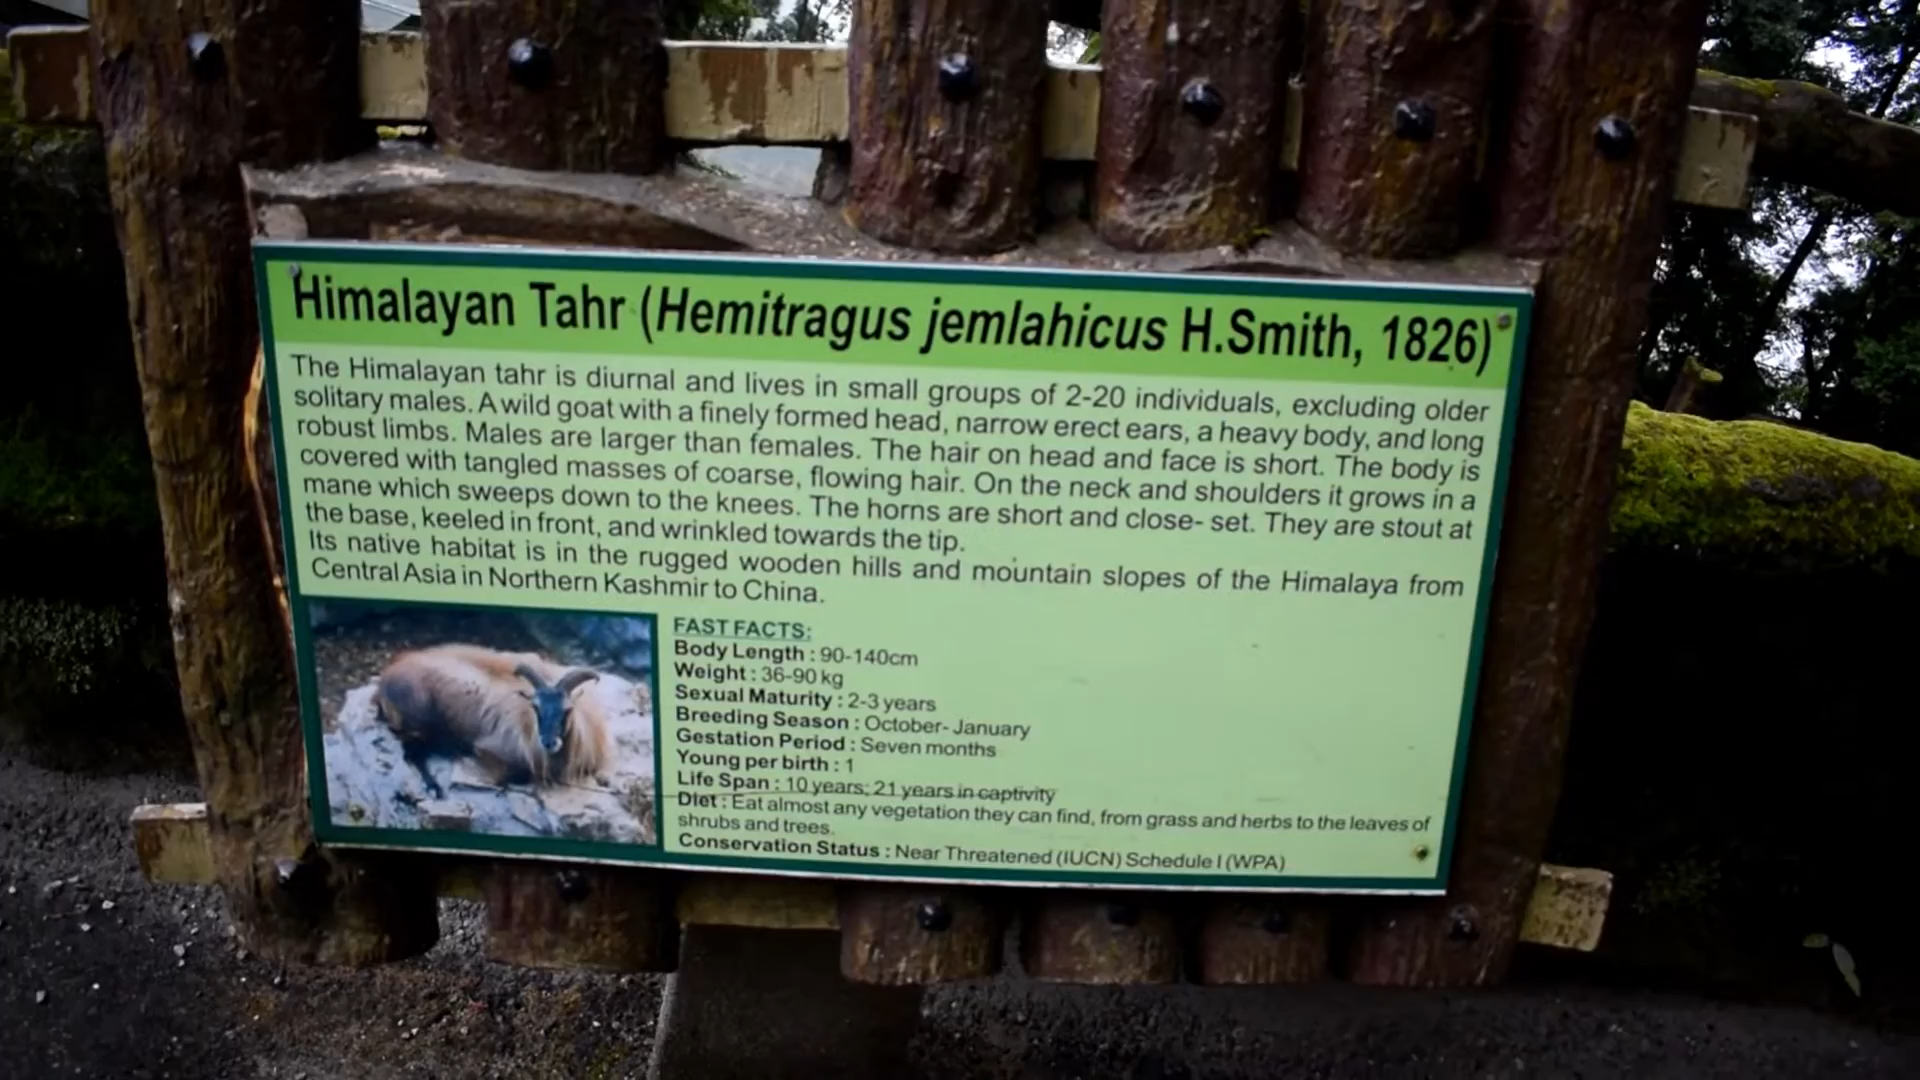 Himalayan Tahr (Hemitragus jemlahicus H.Smith, 1826)
The Himalayan tahr is diurnal and lives in small groups of 2-20 individuals, excluding older
solitary males. A wild goat with a finely formed head, narrow erect ears, a heavy body, and long
robust limbs. Males are larger than females. The hair on head and face is short. The body is
covered with tangled masses of coarse, flowing hair. On the neck and shoulders it grows in a
mane which sweeps down to the knees. The horns are short and close- set. They are stout at
the base, keeled in front, and wrinkled towards the tip.
Its native habitat is in the rugged wooden hills and mountain slopes of the Himalaya from
Central Asia in Northern Kashmir to China.
FAST FACTS:
Body Length : 90-140cm
Weight : 36-90 kg
Sexual Maturity : 2-3 years
Breeding Season : October- January
Gestation Period : Seven months
Young per birth : 1
Life Span : 10 years; 21 years in captivity
Diet : Eat almost any vegetation they can find, from grass and herbs to the leaves of
shrubs and trees.
Conservation Status : Near Threatened (IUCN) Schedule I (WPA)